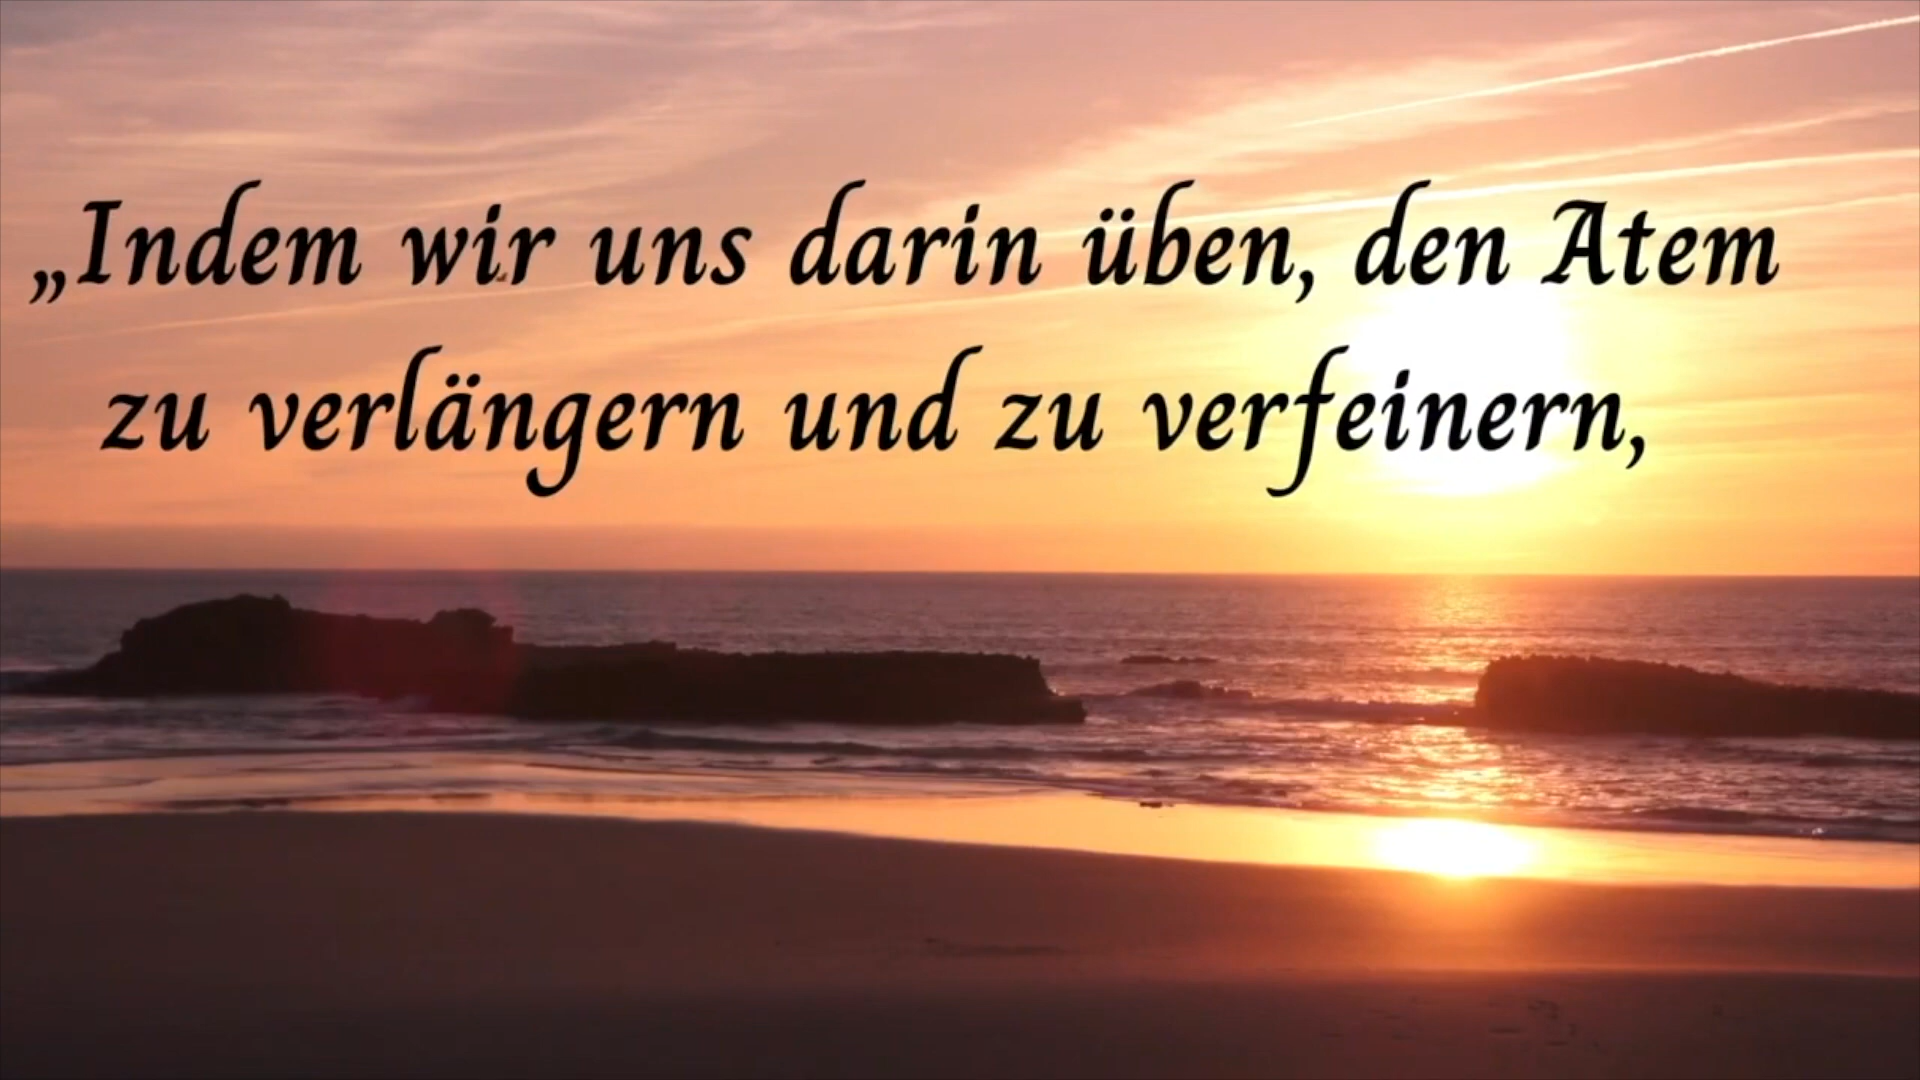 „Indem wir uns darin üben, den Atem
zu verlängern und zu verfeinern,